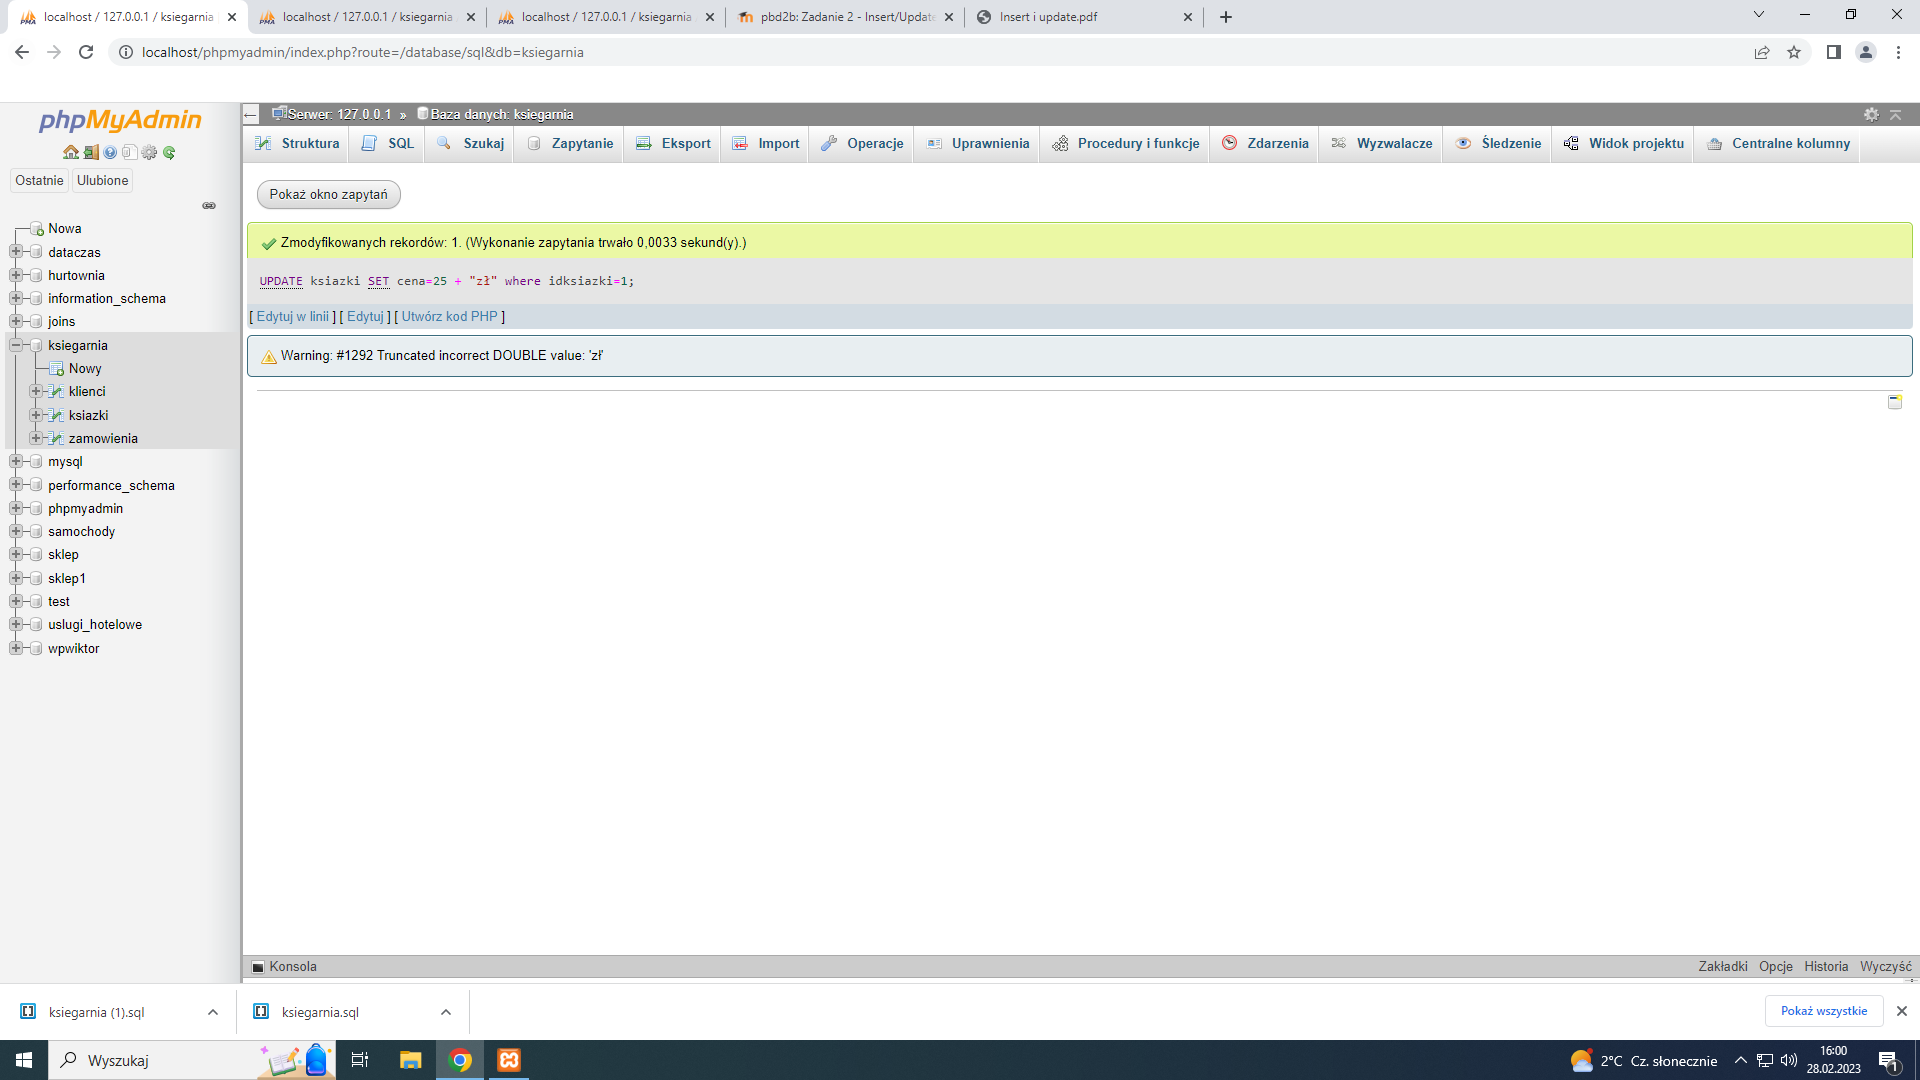 localhost / 127.0.0.1 / ksiegarnia
localhost / 127.0.0.1 / ksiegarnia
localhost / 127.0.0.1 / ksiegarnia
pbd2b: Zadanie 2 - Insert/Update
Insert i update.pdf
localhost/phpmyadmin/index.php?route=/database/sql&db=ksiegarnia
phpMyAdmin
Ostatnie
Ulubione
Nowa
dataczas
hurtownia
information_schema
joins
ksiegarnia
Nowy
klienci
ksiazki
zamowienia
mysql
performance_schema
phpmyadmin
samochody
sklep
sklep1
test
uslugi_hotelowe
wpwiktor
Serwer: 127.0.0.1 » Baza danych: ksiegarnia
Struktura
SQL
Szukaj
Zapytanie
Eksport
Import
Operacje
Uprawnienia
Procedury i funkcje
Zdarzenia
Wyzwalacze
Śledzenie
Widok projektu
Centralne kolumny
Pokaż okno zapytań
Zmodyfikowanych rekordów: 1. (Wykonanie zapytania trwało 0,0033 sekund(y).)
UPDATE ksiazki SET cena=25 + "zł" where idksiazki=1;
[ Edytuj w linii ] [ Edytuj ] [ Utwórz kod PHP ]
Warning: #1292 Truncated incorrect DOUBLE value: 'zł'
Konsola
Zakładki
Opcje
Historia
Wyczyść
ksiegarnia (1).sql
ksiegarnia.sql
Pokaż wszystkie
Wyszukaj
2°C Cz. słonecznie
16:00
28.02.2023
1